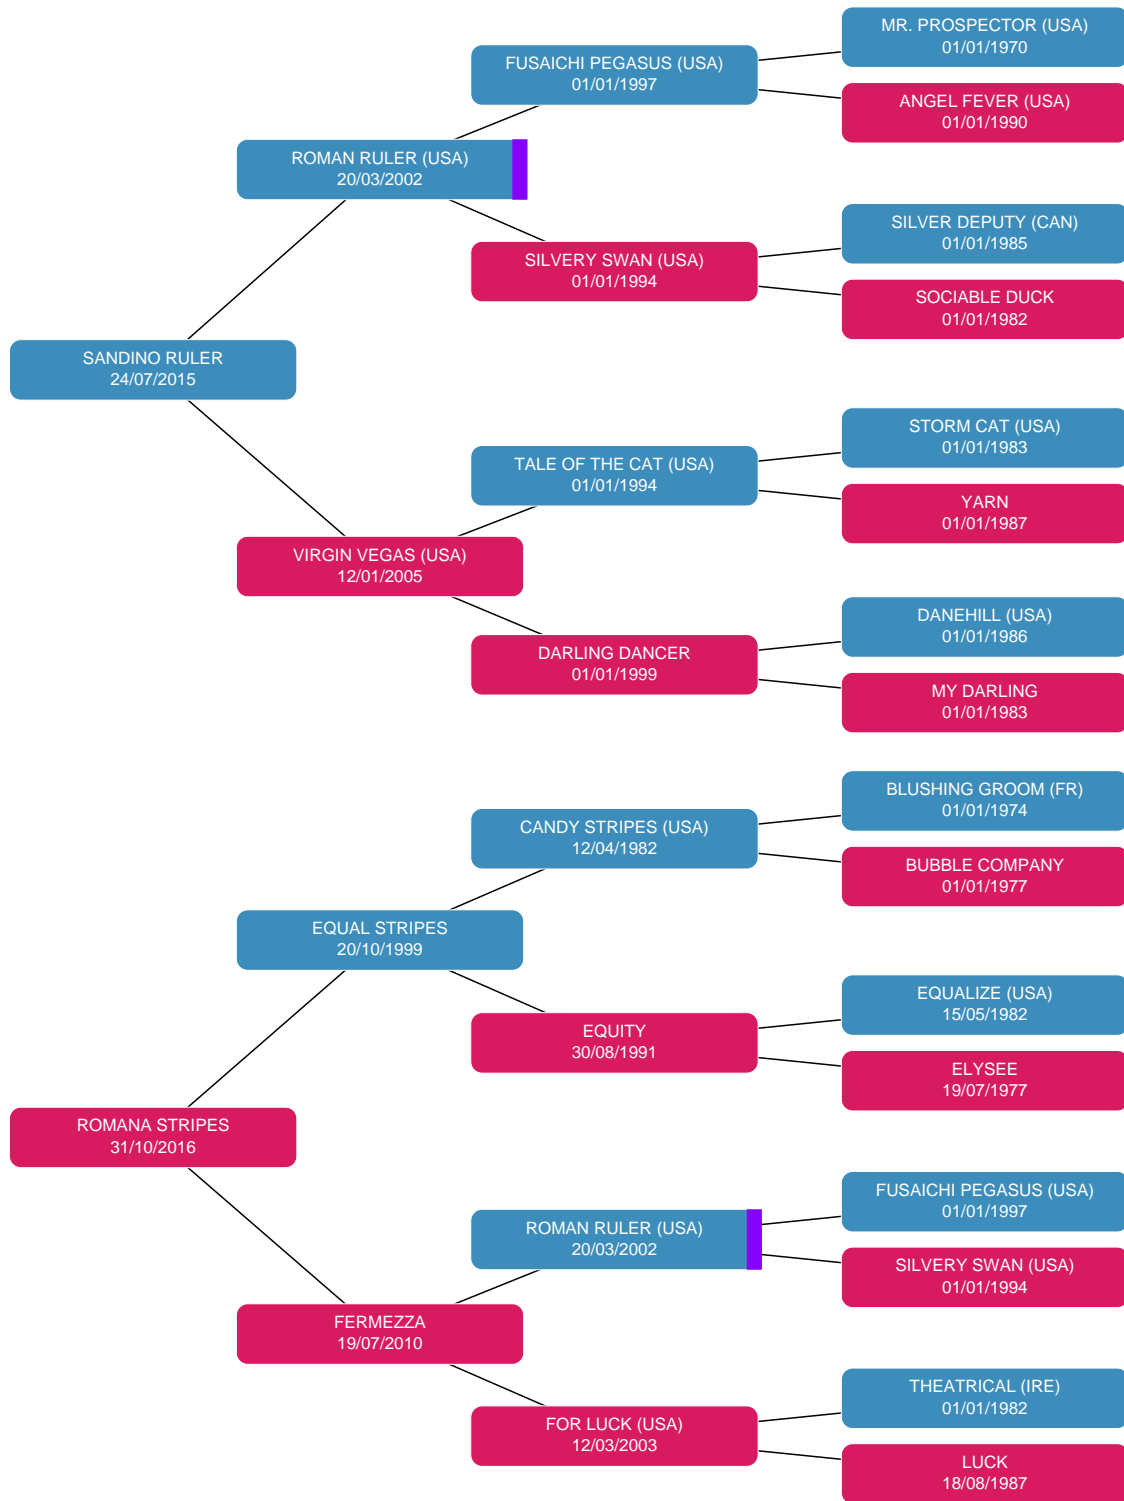 MR. PROSPECTOR (USA)
01/01/1970
FUSAICHI PEGASUS (USA)
01/01/1997
ANGEL FEVER (USA)
01/01/1990
ROMAN RULER (USA)
20/03/2002
SILVER DEPUTY (CAN)
01/01/1985
SILVERY SWAN (USA)
01/01/1994
SOCIABLE DUCK
01/01/1982
SANDINO RULER
24/07/2015
STORM CAT (USA)
01/01/1983
TALE OF THE CAT (USA)
01/01/1994
YARN
01/01/1987
VIRGIN VEGAS (USA)
12/01/2005
DANEHILL (USA)
01/01/1986
DARLING DANCER
01/01/1999
MY DARLING
01/01/1983
BLUSHING GROOM (FR)
01/01/1974
CANDY STRIPES (USA)
12/04/1982
BUBBLE COMPANY
01/01/1977
EQUAL STRIPES
20/10/1999
EQUALIZE (USA)
15/05/1982
EQUITY
30/08/1991
ELYSEE
19/07/1977
ROMANA STRIPES
31/10/2016
FUSAICHI PEGASUS (USA)
01/01/1997
ROMAN RULER (USA)
20/03/2002
SILVERY SWAN (USA)
01/01/1994
FERMEZZA
19/07/2010
THEATRICAL (IRE)
01/01/1982
FOR LUCK (USA)
12/03/2003
LUCK
18/08/1987